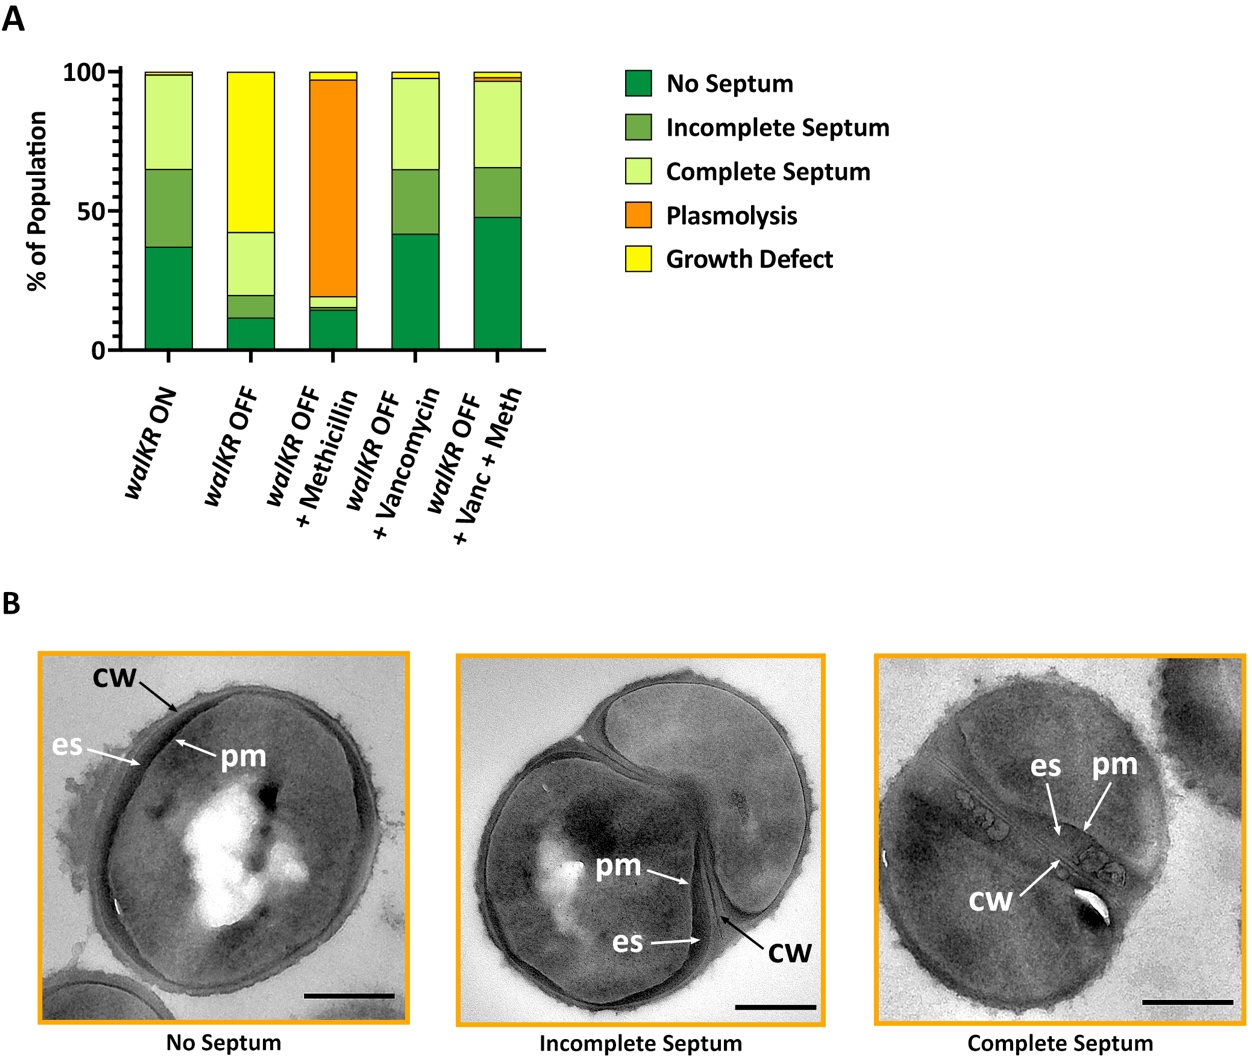 A
% of Population
100
50
0
walKR ON
walKR OFF
walKR OFF
+ Methicillin
walKR OFF
+ Vancomycin
walKR OFF
+ Vanc + Meth
No Septum
Incomplete Septum
Complete Septum
Plasmolysis
Growth Defect
B
cw
es
pm
No Septum
pm
es
cw
Incomplete Septum
es
pm
cw
Complete Septum